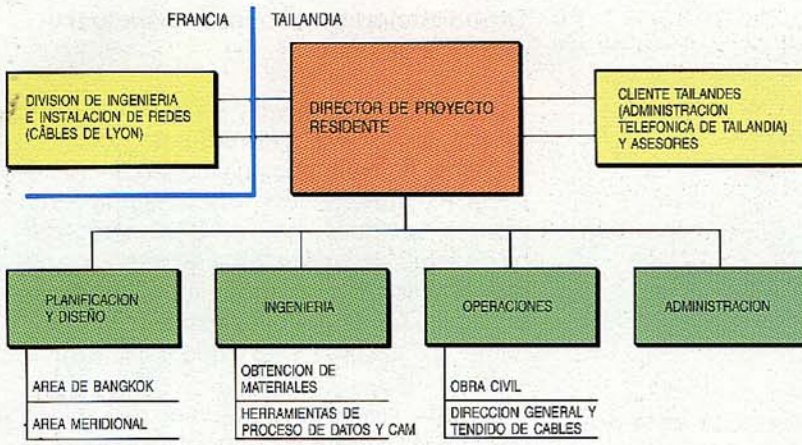 FRANCIA
TAILANDIA
DIVISION DE INGENIERIA
E INSTALACION DE REDES
(CÂBLES DE LYON)
DIRECTOR DE PROYECTO
RESIDENTE
CLIENTE TAILANDES
(ADMINISTRACION
TELEFONICA DE TAILANDIA)
Y ASESORES
PLANIFICACION
Y DISEÑO
INGENIERIA
OPERACIONES
ADMINISTRACION
AREA DE BANGKOK
AREA MERIDIONAL
OBTENCION DE
MATERIALES
HERRAMIENTAS DE
PROCESO DE DATOS Y CAM
OBRA CIVIL
DIRECCION GENERAL Y
TENDIDO DE CABLES